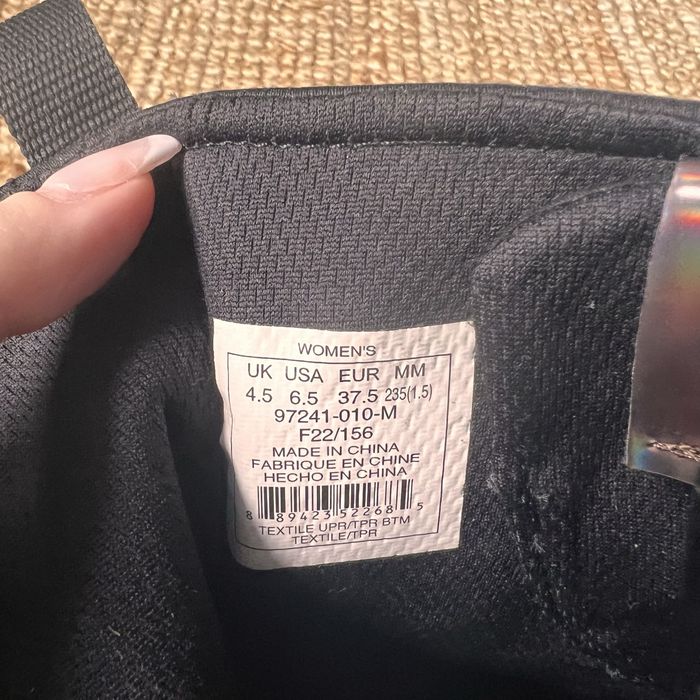 WOMEN'S
UK USA EUR MM
4.5 6.5 37.5 235(1.5)
97241-010-M
F22/156
MADE IN CHINA
FABRIQUE EN CHINE
HECHO EN CHINA
8 89423 52268 5
TEXTILE UPR/TPR BTM
TEXTILE/TPR